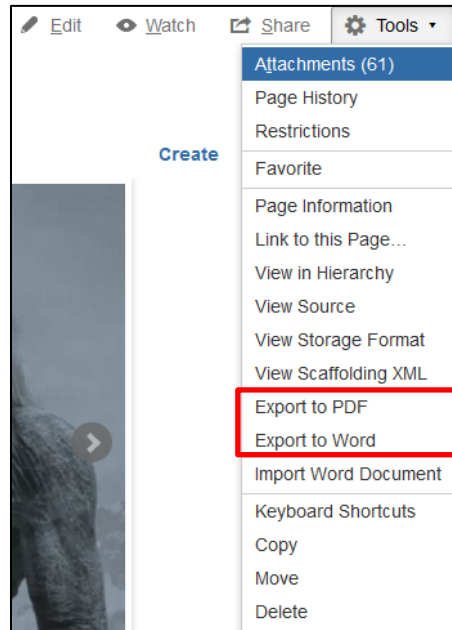 Edit Watch Share Tools
Attachments (61)
Page History
Restrictions
Create
Favorite
Page Information
Link to this Page...
View in Hierarchy
View Source
View Storage Format
View Scaffolding XML
Export to PDF
Export to Word
Import Word Document
Keyboard Shortcuts
Copy
Move
Delete